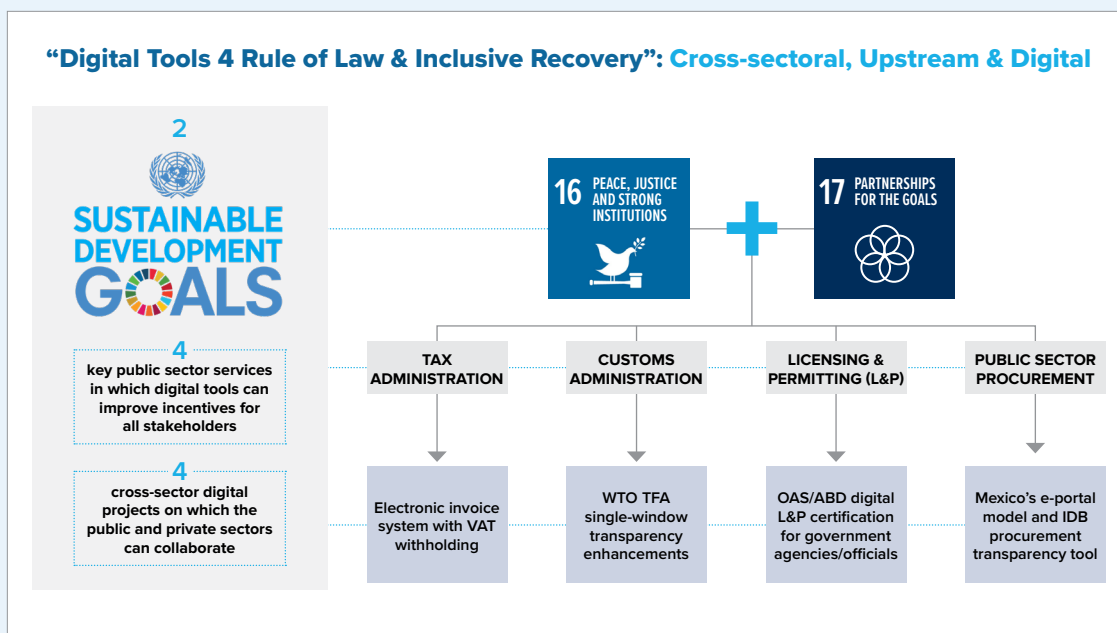 “Digital Tools 4 Rule of Law & Inclusive Recovery”: Cross-sectoral, Upstream & Digital
2
SUSTAINABLE
DEVELOPMENT
GOALS
16 PEACE, JUSTICE
AND STRONG
INSTITUTIONS
17 PARTNERSHIPS
FOR THE GOALS
4
key public sector services
in which digital tools can
improve incentives for
all stakeholders
TAX
ADMINISTRATION
CUSTOMS
ADMINISTRATION
LICENSING &
PERMITTING (L&P)
PUBLIC SECTOR
PROCUREMENT
4
cross-sector digital
projects on which the
public and private sectors
can collaborate
Electronic invoice
system with VAT
withholding
WTO TFA
single-window
transparency
enhancements
OAS/ABD digital
L&P certification
for government
agencies/officials
Mexico’s e-portal
model and IDB
procurement
transparency tool